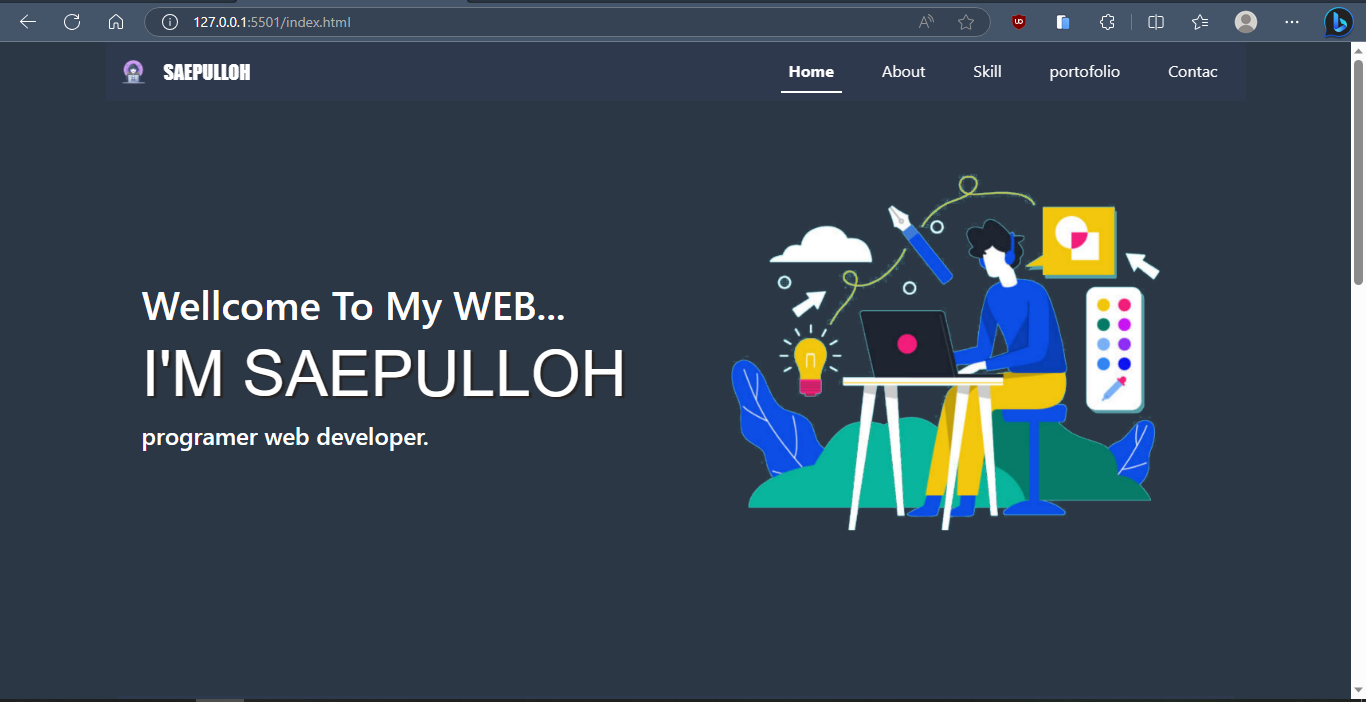 127.0.0.1:5501/index.html
SAEPULLOH
Home About Skill portofolio Contac
Wellcome To My WEB...
I'M SAEPULLOH
programer web developer.